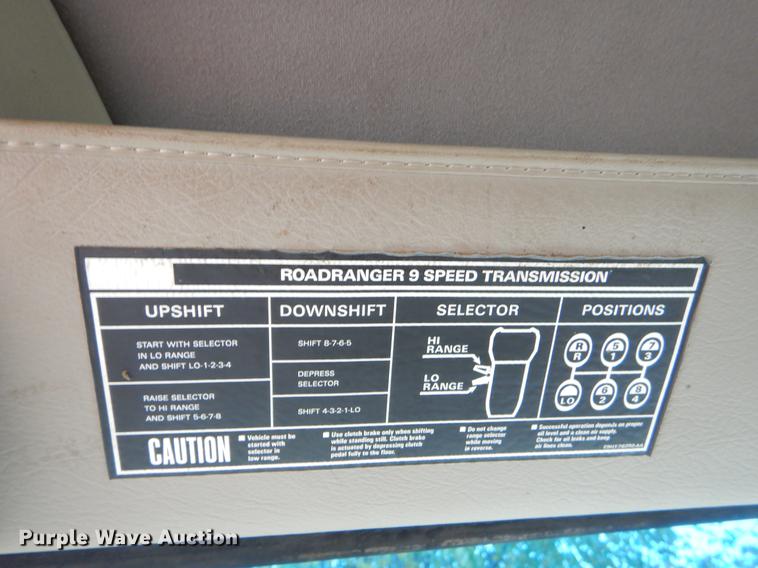 ROADRANGER 9 SPEED TRANSMISSION
UPSHIFT
START WITH SELECTOR
IN LO RANGE
AND SHIFT LO-1-2-3-4
RAISE SELECTOR
TO HI RANGE
AND SHIFT 5-6-7-8
DOWNSHIFT
SHIFT 8-7-6-5
DEPRESS
SELECTOR
SHIFT 4-3-2-1-LO
SELECTOR
HI
RANGE
LO
RANGE
POSITIONS
R 5 7
R 1 3
6 8
LO 2 4
CAUTION
Vehicle must be
started with
selector in
low range.
Use clutch brake only when shifting
while standing still. Clutch brake
is actuated by depressing clutch
pedal fully to the floor.
Do not change
range selector
while moving
in reverse.
Successful operation depends on proper
oil level and a clean air supply.
Check for oil leaks and keep
air lines clean.
Purple Wave Auction
Purple Wave Auction